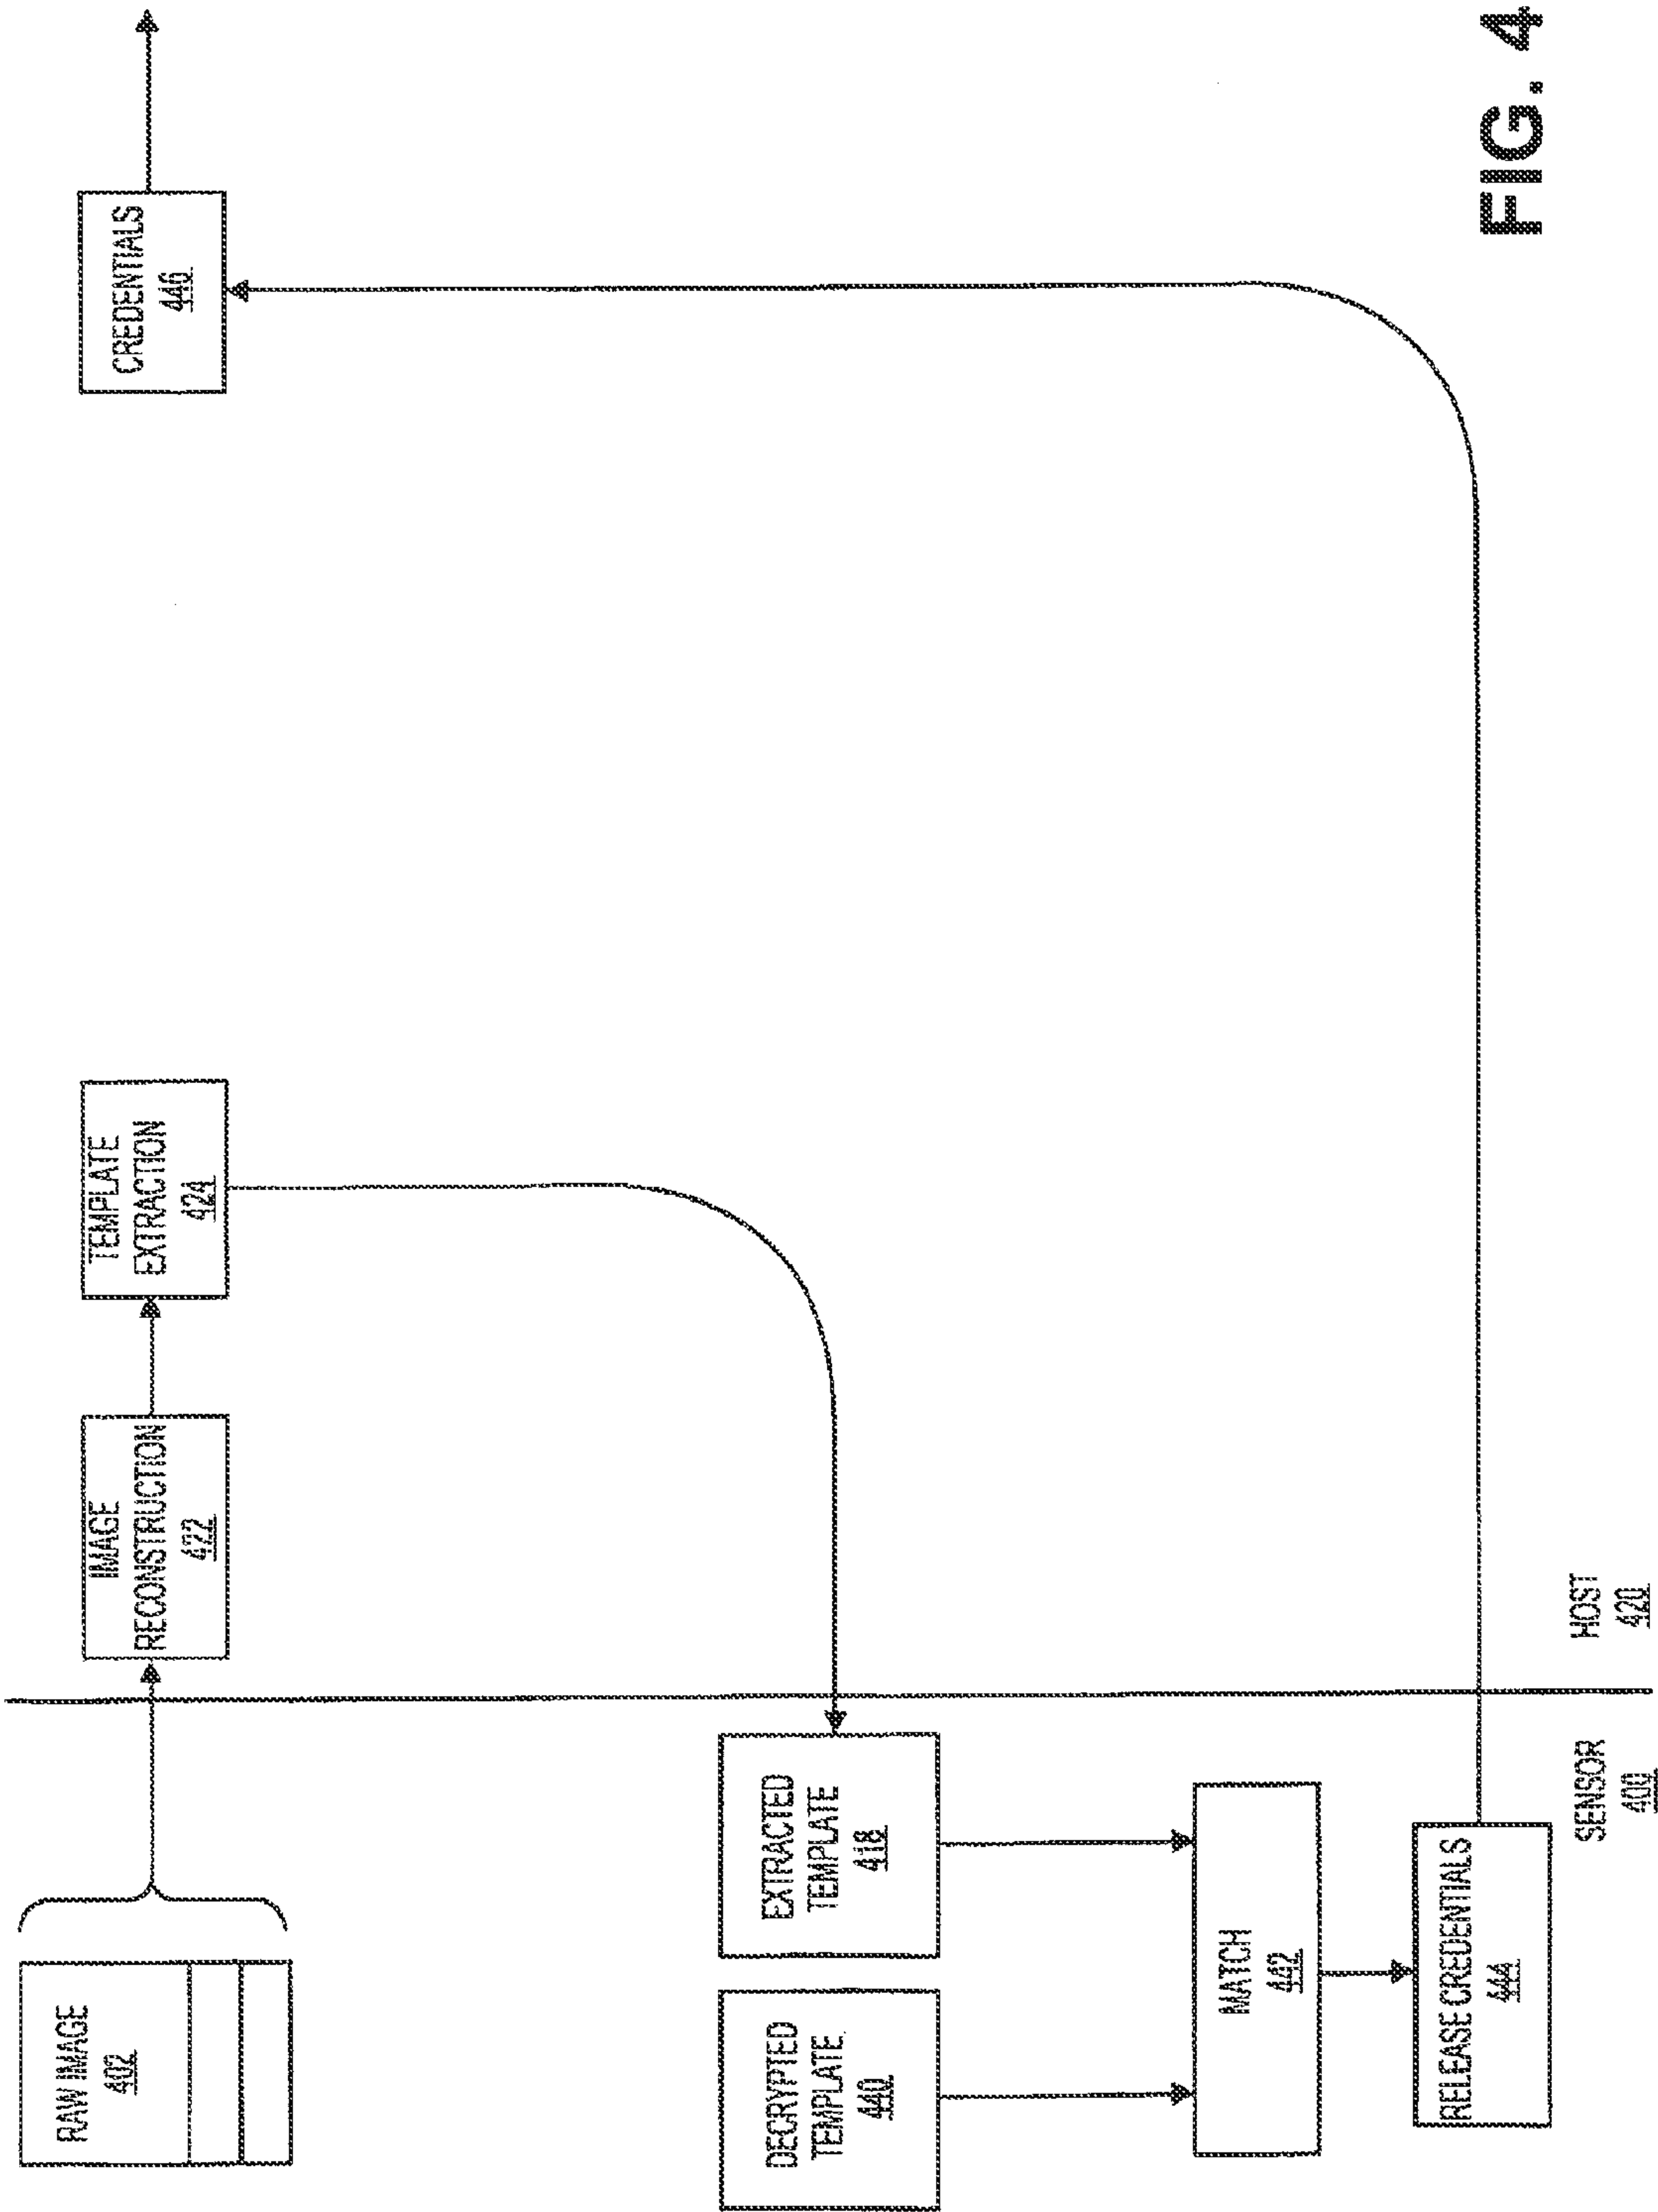 RAW IMAGE
402
IMAGE
RECONSTRUCTION
422
TEMPLATE
EXTRACTION
424
CREDENTIALS
446
DECRYPTED
TEMPLATE
440
EXTRACTED
TEMPLATE
418
MATCH
442
RELEASE CREDENTIALS
444
SENSOR
400
HOST
420
FIG. 4